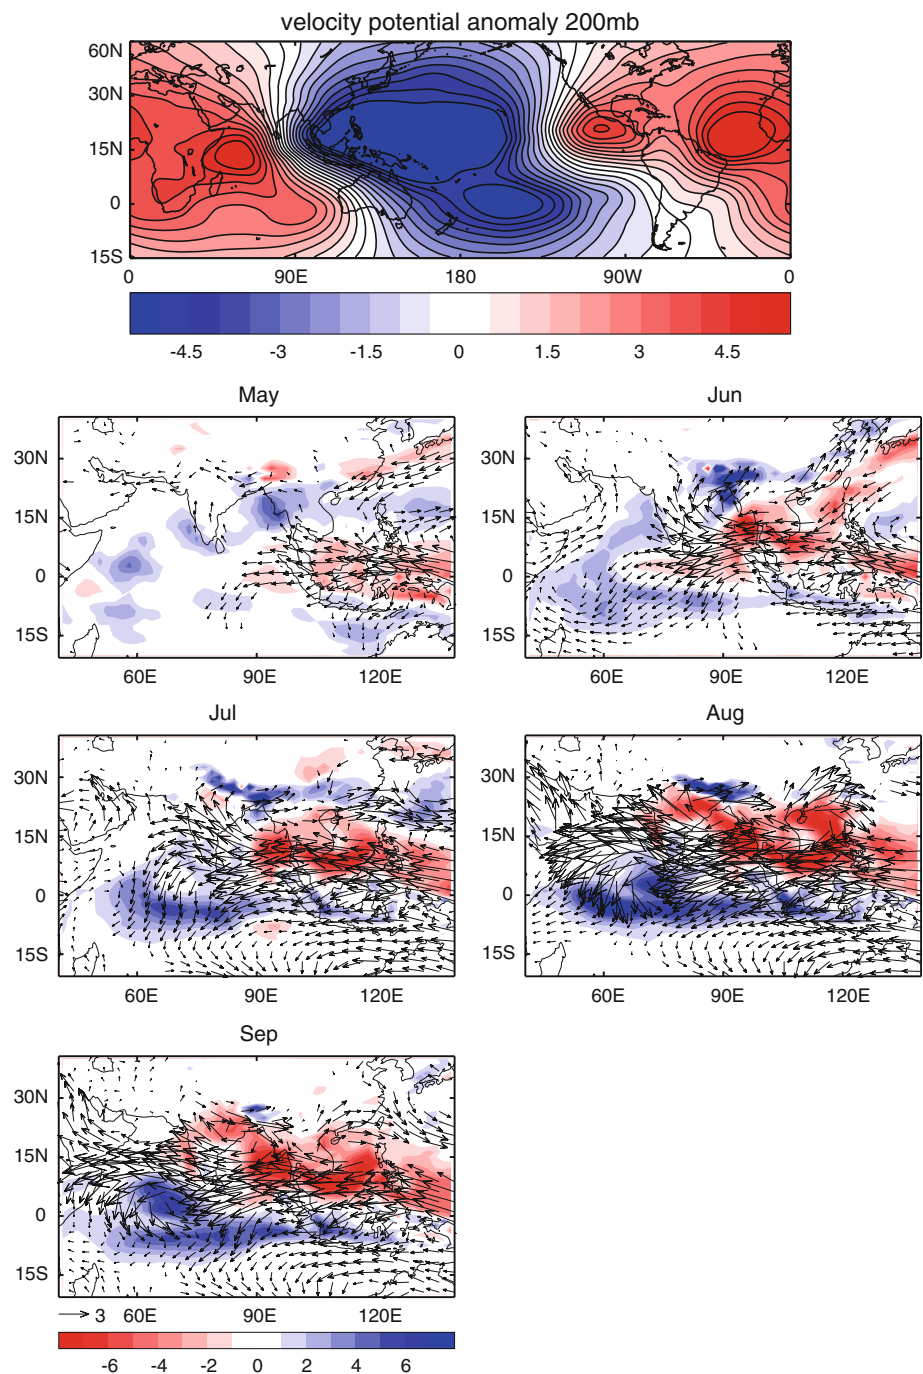 velocity potential anomaly 200mb
60N
30N
15N
0
15S
0 90E 180 90W 0
-4.5 -3 -1.5 0 1.5 3 4.5
May Jun
30N 30N
15N 15N
0 0
15S 15S
60E 90E 120E 60E 90E 120E
Jul Aug
30N 30N
15N 15N
0 0
15S 15S
60E 90E 120E 60E 90E 120E
Sep
30N
15N
0
15S
3 60E 90E 120E
-6 -4 -2 0 2 4 6